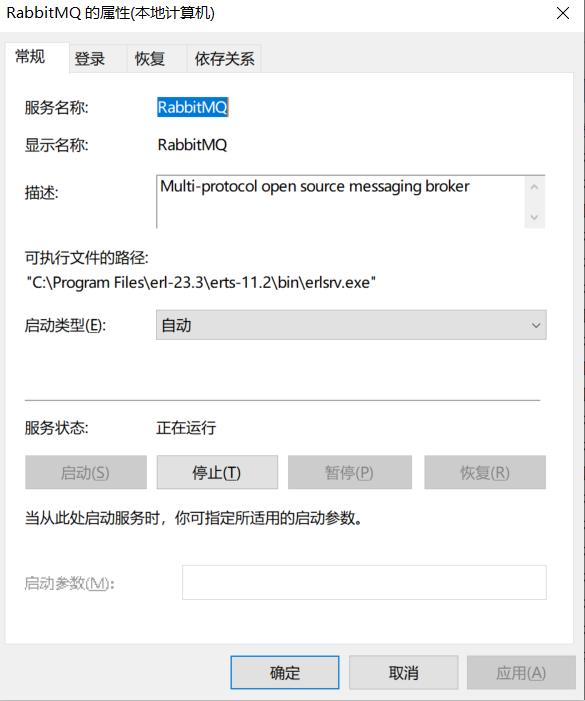 RabbitMQ 的属性(本地计算机)
常规 登录 恢复 依存关系
服务名称: RabbitMQ
显示名称: RabbitMQ
描述: Multi-protocol open source messaging broker
可执行文件的路径:
"C:\Program Files\erl-23.3\erts-11.2\bin\erlsrv.exe"
启动类型(E): 自动
服务状态: 正在运行
启动(S) 停止(T) 暂停(P) 恢复(R)
当从此处启动服务时，你可指定所适用的启动参数。
启动参数(M):
确定 取消 应用(A)